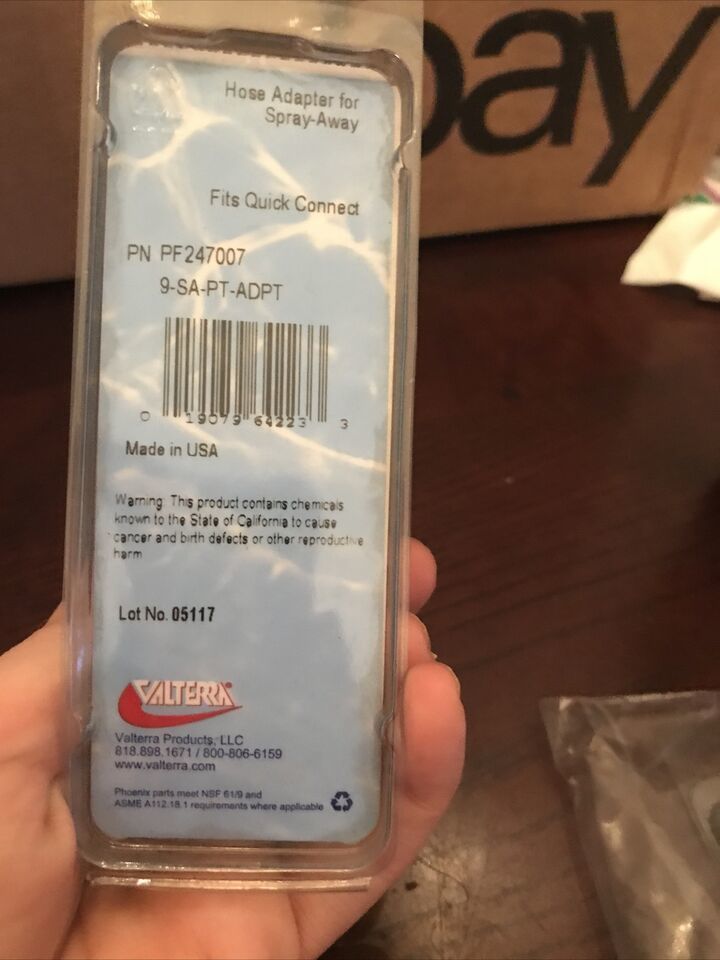 bay
Hose Adapter for
Spray-Away
Fits Quick Connect
PN PF247007
9-SA-PT-ADPT
0 19079 64223 3
Made in USA
Warning: This product contains chemicals
known to the State of California to cause
cancer and birth defects or other reproductive
harm
Lot No. 05117
VALTERRA®
Valterra Products, LLC
818.898.1671 / 800-806-6159
www.valterra.com
Phoenix parts meet NSF 61/9 and
ASME A112.18.1 requirements where applicable